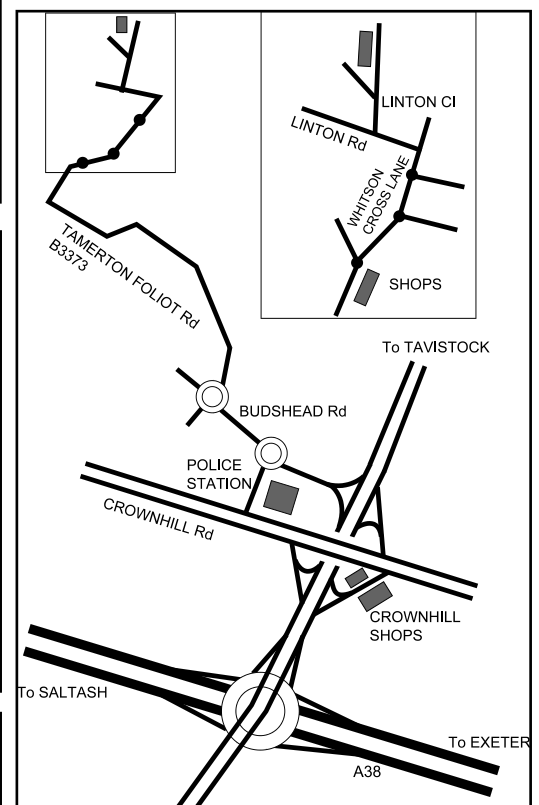 LINTON Cl
LINTON Rd
WHITSON
CROSS LANE
SHOPS
TAMERTON FOLIOT Rd
B3373
To TAVISTOCK
BUDSHEAD Rd
POLICE
STATION
CROWNHILL Rd
CROWNHILL
SHOPS
To SALTASH
To EXETER
A38